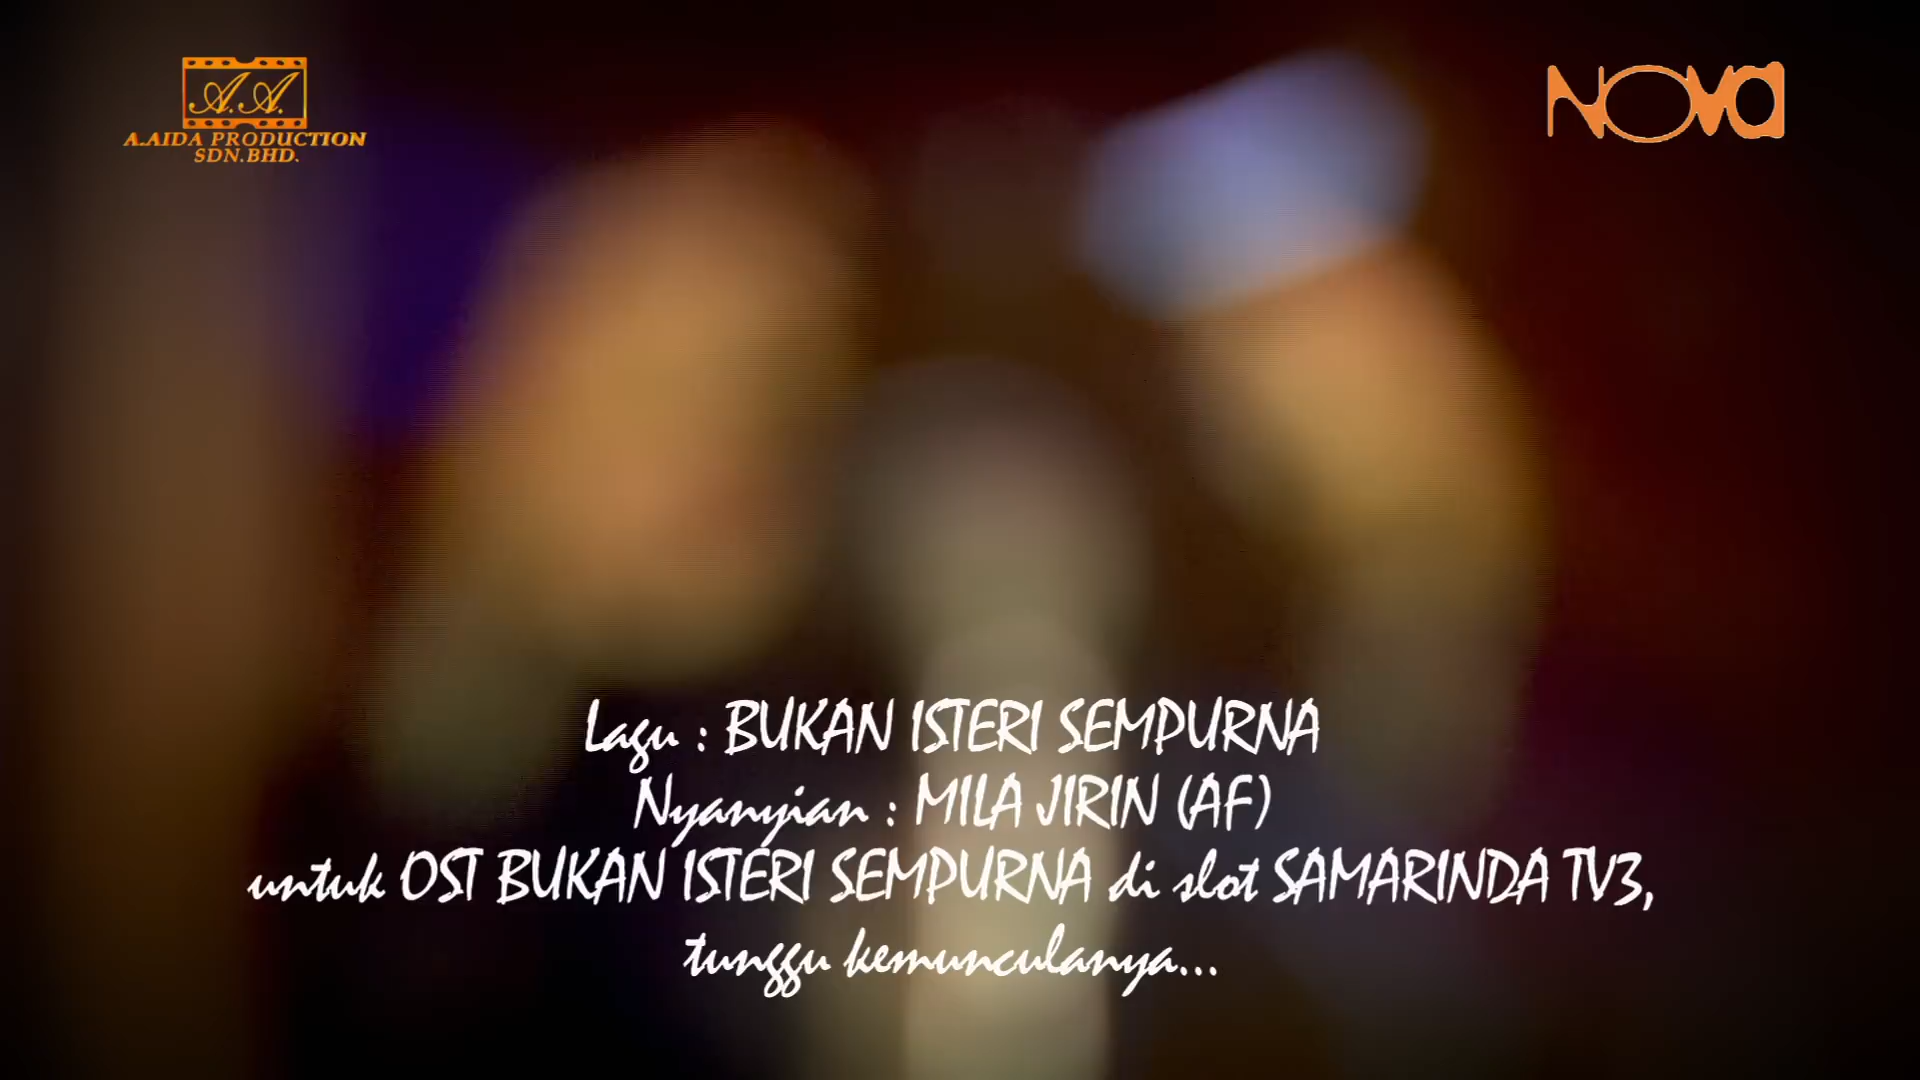 A.A.
A.AIDA PRODUCTION
SDN.BHD.
NOVA
Lagu : BUKAN ISTERI SEMPURNA
Nyanyian : MILA JIRIN (AF)
untuk OST BUKAN ISTERI SEMPURNA di slot SAMARINDA TV3,
tunggu kemunculanya...